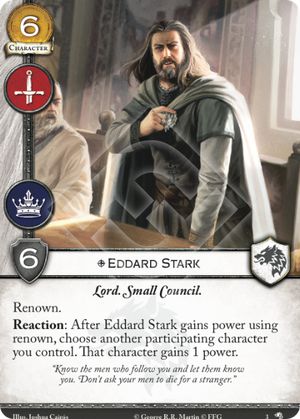 6
CHARACTER
6
EDDARD STARK
Lord. Small Council.
Renown.
Reaction: After Eddard Stark gains power using
renown, choose another participating character
you control. That character gains 1 power.
"Know the men who follow you and let them know
you. Don't ask your men to die for a stranger."
Illus. Joshua Cairós
© George R.R. Martin © FFG
1